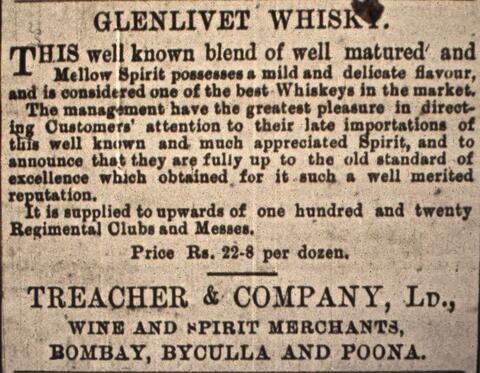 GLENLIVET WHISKY.
THIS well known blend of well matured and
Mellow Spirit possesses a mild and delicate flavour,
and is considered one of the best Whiskeys in the market.
The management have the greatest pleasure in direct-
ing Customers' attention to their late importations of
this well known and much appreciated Spirit, and to
announce that they are fully up to the old standard of
excellence which obtained for it such a well merited
reputation.
It is supplied to upwards of one hundred and twenty
Regimental Clubs and Messes.
Price Rs. 22-8 per dozen.
TREACHER & COMPANY, LD.,
WINE AND SPIRIT MERCHANTS,
BOMBAY, BYCULLA AND POONA.